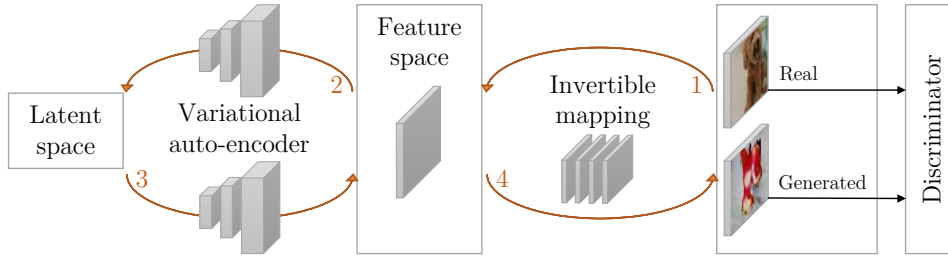 Latent
space
2
Variational
auto-encoder
3
Feature
space
1
Invertible
mapping
4
Real
Generated
Discriminator